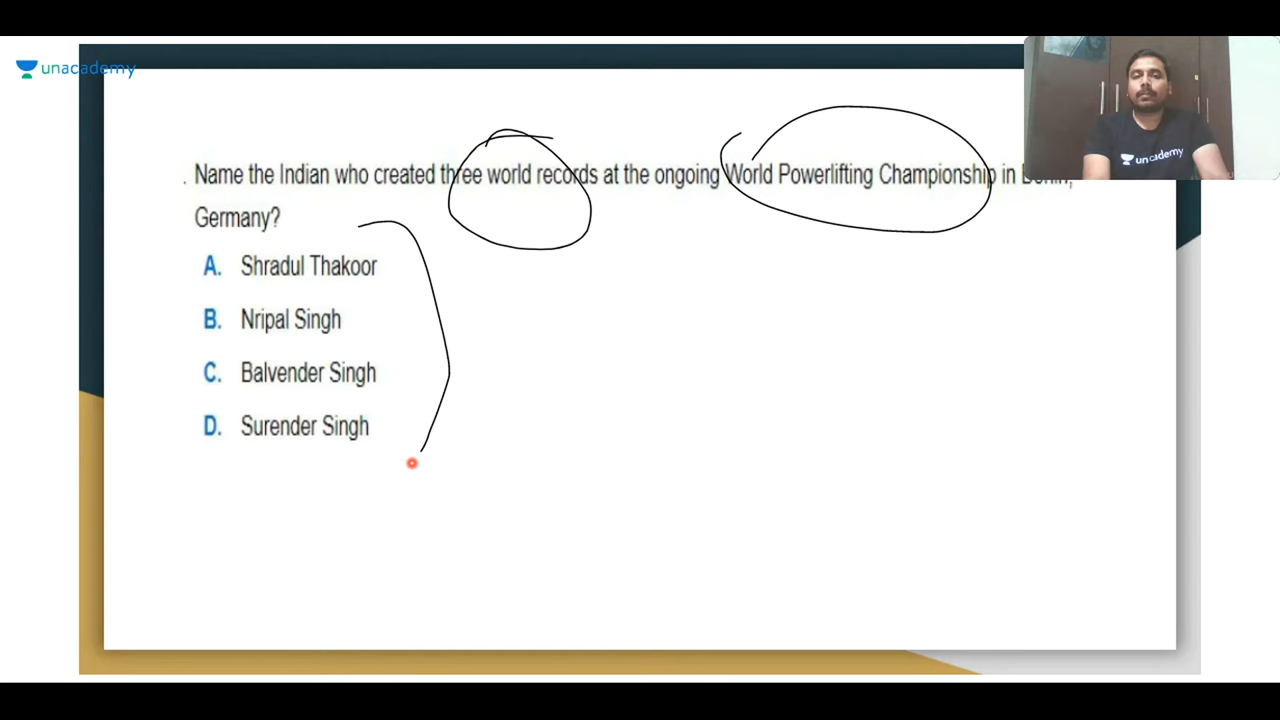 unacademy
. Name the Indian who created three world records at the ongoing World Powerlifting Championship in Berlin,
Germany?
A. Shradul Thakoor
B. Nripal Singh
C. Balvender Singh
D. Surender Singh
unacademy